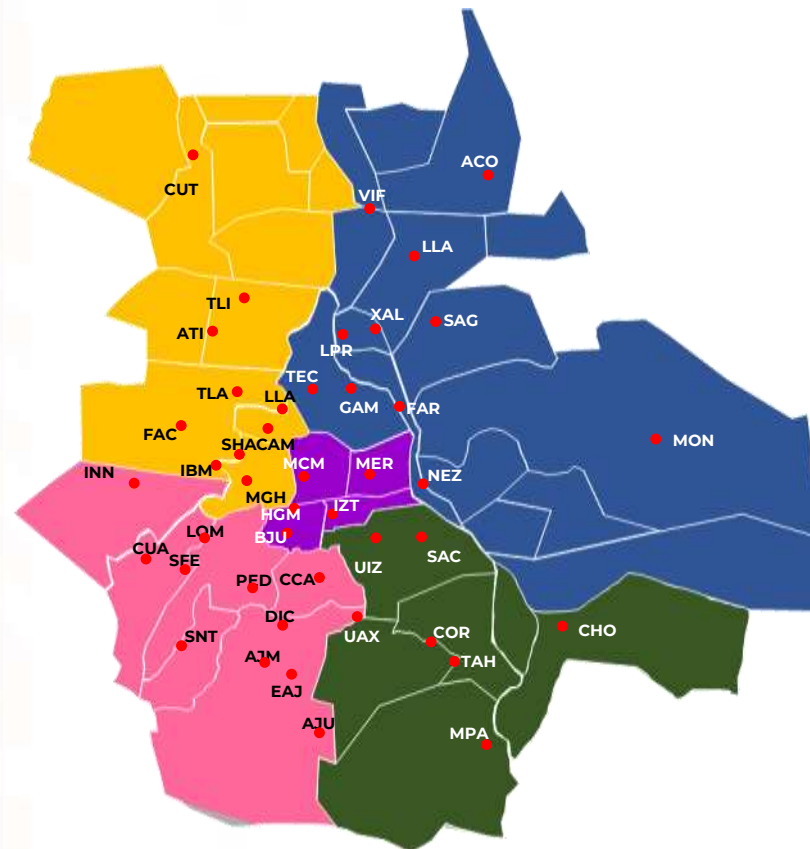 ACO
CUT
VIF
LLA
TLI
XAL
SAG
ATI
LPR
TEC
TLA
LLA
GAM
FAR
FAC
SHA
CAM
MON
INN
IBM
MCM
MER
NEZ
MGH
IZT
HGM
LOM
BJU
UIZ
SAC
CUA
SFE
PED
CCA
DIC
UAX
COR
CHO
SNT
AJM
TAH
EAJ
AJU
MPA